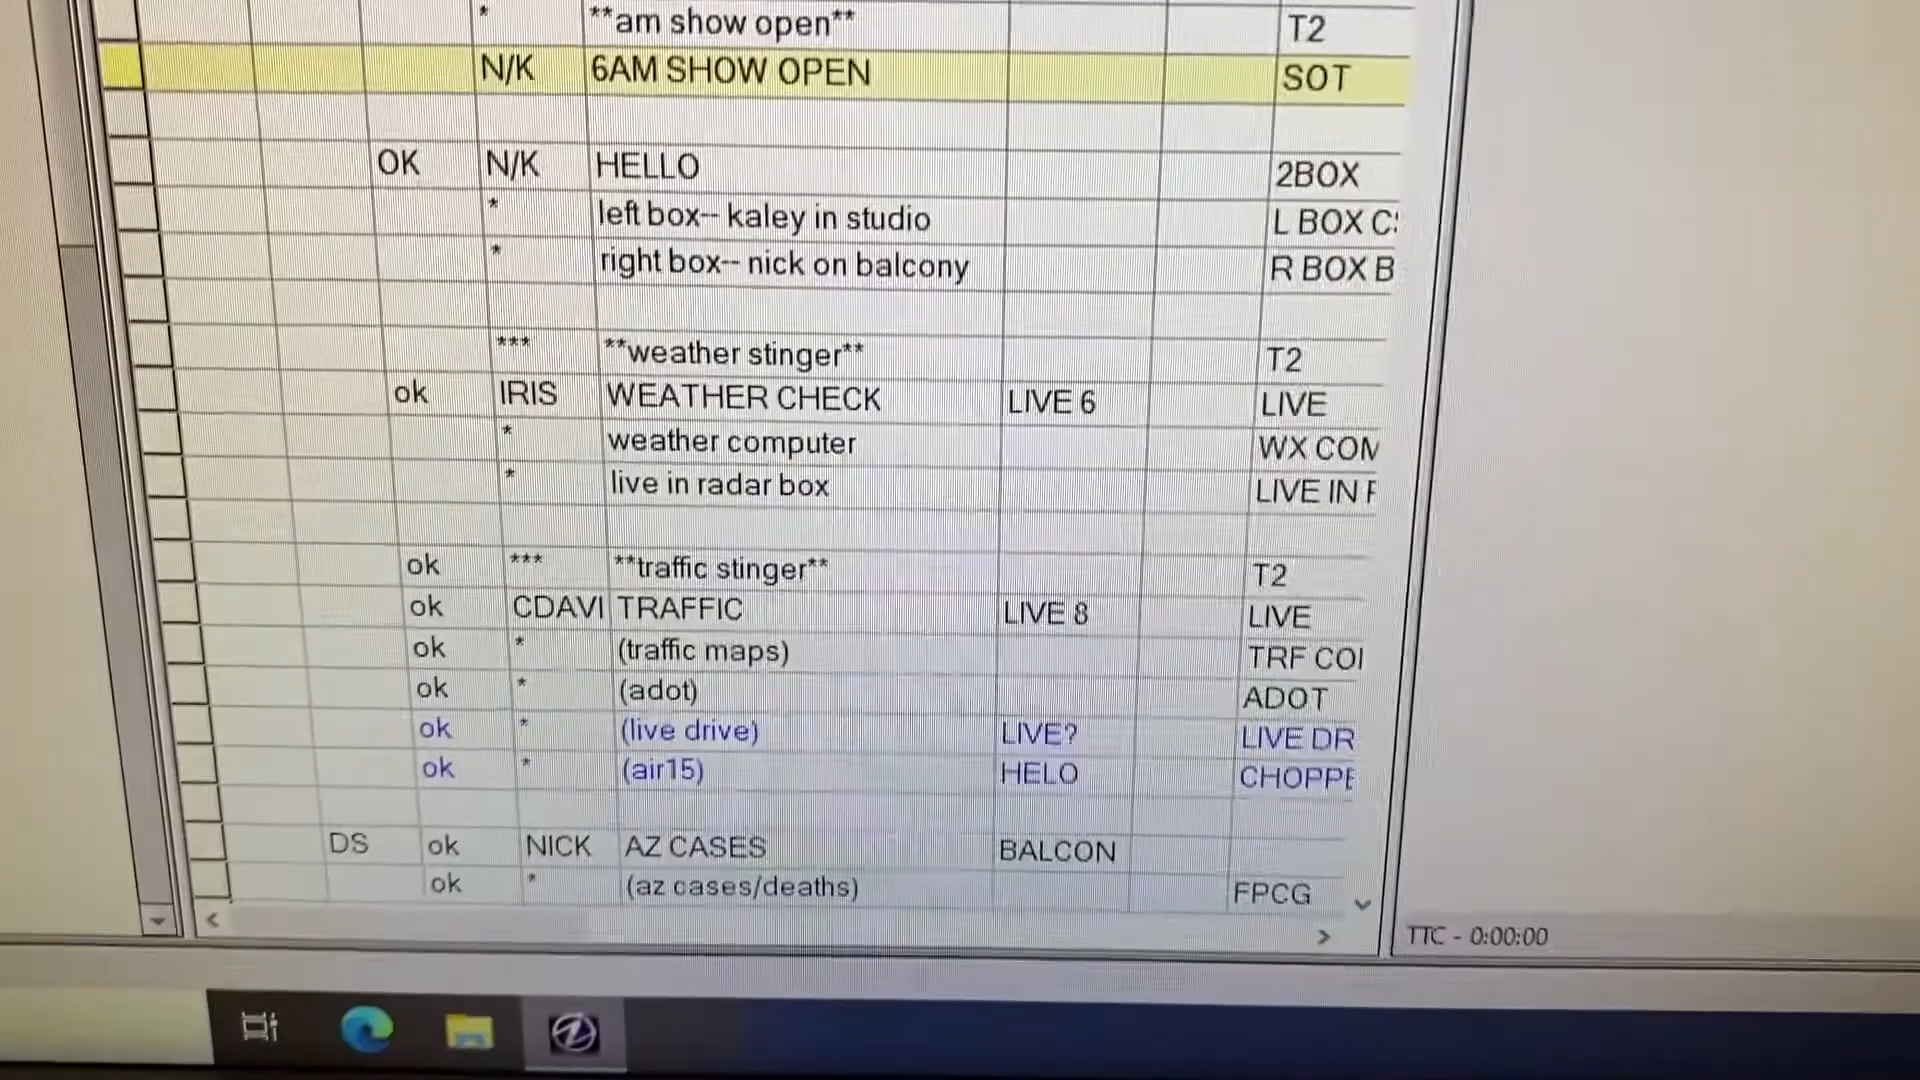 * **am show open** T2
N/K 6AM SHOW OPEN SOT
OK N/K HELLO 2BOX
* left box-- kaley in studio L BOX C
* right box-- nick on balcony R BOX B
*** **weather stinger** T2
ok IRIS WEATHER CHECK LIVE 6 LIVE
* weather computer WX COM
* live in radar box LIVE IN
ok *** **traffic stinger** T2
ok CDAVI TRAFFIC LIVE 8 LIVE
ok * (traffic maps) TRF CO
ok * (adot) ADOT
ok * (live drive) LIVE? LIVE DR
ok * (air15) HELO CHOPPE
DS ok NICK AZ CASES BALCON
ok * (az cases/deaths) FPCG
TTC - 0:00:00